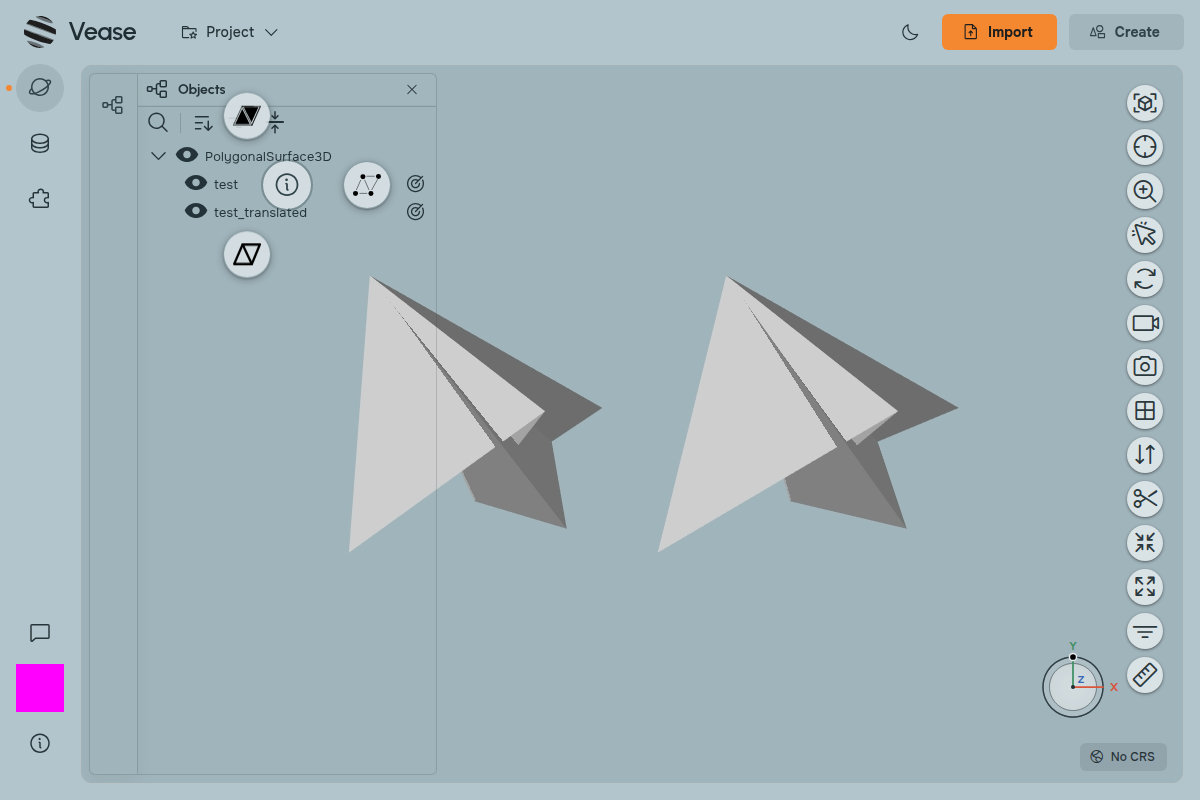 Vease
Project
Import
Create
Objects
PolygonalSurface3D
test
test_translated
Y
Z
X
No CRS